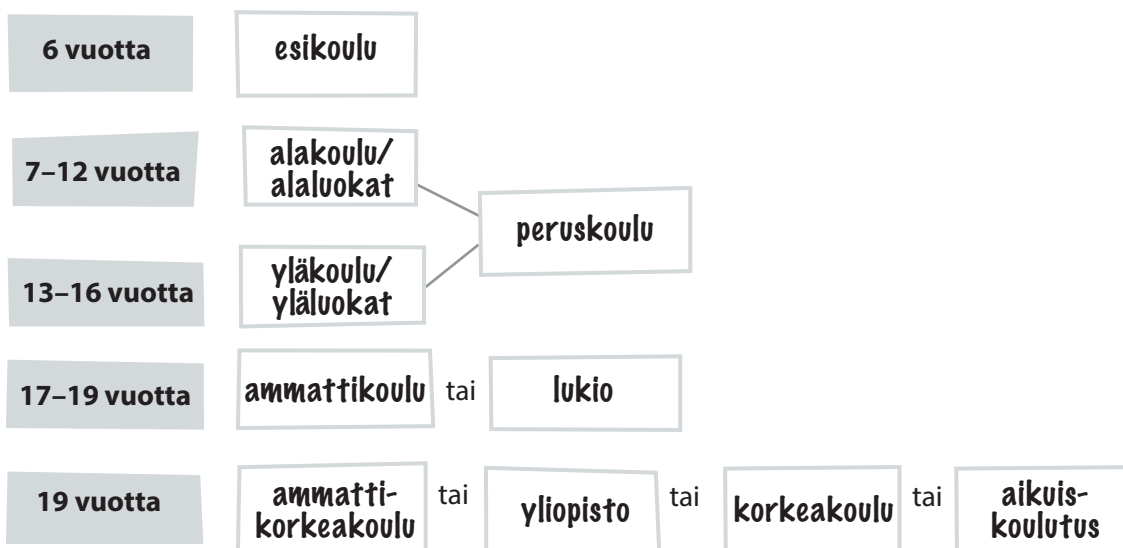 6 vuotta
esikoulu
7–12 vuotta
alakoulu/
alaluokat
peruskoulu
13–16 vuotta
yläkoulu/
yläluokat
17–19 vuotta
ammattikoulu tai lukio
19 vuotta
ammatti-
korkeakoulu
tai
yliopisto
tai
korkeakoulu
tai
aikuis-
koulutus